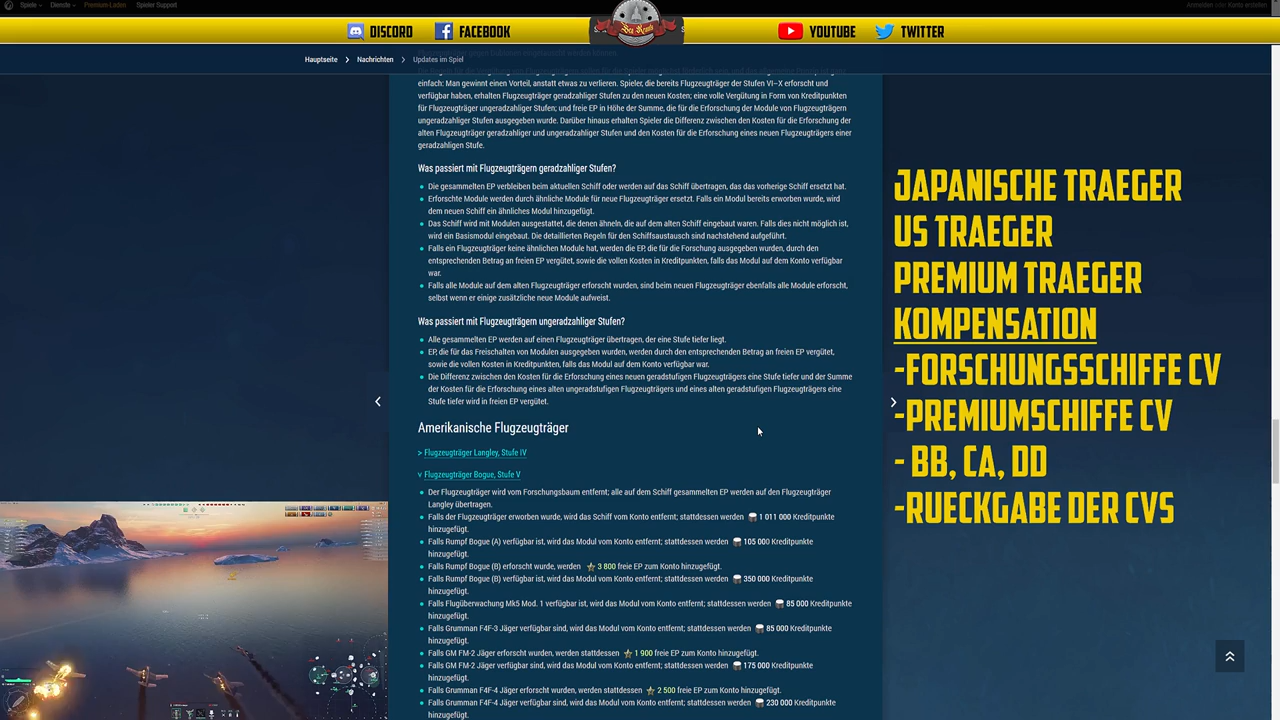 Spiele
Dienste
Premium-Laden
Spieler Support
Anmelden oder Konto erstellen
DISCORD
FACEBOOK
YOUTUBE
TWITTER
Hauptseite
Nachrichten
Updates im Spiel
einfach: Man gewinnt einen Vorteil, anstatt etwas zu verlieren. Spieler, die bereits Flugzeugträger der Stufen VI–X erforscht und
verfügbar haben, erhalten Flugzeugträger geradzahliger Stufen zu den neuen Kosten; eine volle Vergütung in Form von Kreditpunkten
für Flugzeugträger ungeradzahliger Stufen; und freie EP in Höhe der Summe, die für die Erforschung der Module von Flugzeugträgern
ungeradzahliger Stufen ausgegeben wurde. Darüber hinaus erhalten Spieler die Differenz zwischen den Kosten für die Erforschung der
alten Flugzeugträger geradzahliger und ungeradzahliger Stufen und den Kosten für die Erforschung eines neuen Flugzeugträgers einer
geradzahligen Stufe.
Was passiert mit Flugzeugträgern geradzahliger Stufen?
Die gesammelten EP verbleiben beim aktuellen Schiff oder werden auf das Schiff übertragen, das das vorherige Schiff ersetzt hat.
Erforschte Module werden durch ähnliche Module für neue Flugzeugträger ersetzt. Falls ein Modul bereits erworben wurde, wird
dem neuen Schiff ein ähnliches Modul hinzugefügt.
Das Schiff wird mit Modulen ausgestattet, die denen ähneln, die auf dem alten Schiff eingebaut waren. Falls dies nicht möglich ist,
wird ein Basismodul eingebaut. Die detaillierten Regeln für den Schiffsaustausch sind nachstehend aufgeführt.
Falls ein Flugzeugträger keine ähnlichen Module hat, werden die EP, die für die Forschung ausgegeben wurden, durch den
entsprechenden Betrag an freien EP vergütet, sowie die vollen Kosten in Kreditpunkten, falls das Modul auf dem Konto verfügbar
war.
Falls alle Module auf dem alten Flugzeugträger erforscht wurden, sind beim neuen Flugzeugträger ebenfalls alle Module erforscht,
selbst wenn er einige zusätzliche neue Module aufweist.
Was passiert mit Flugzeugträgern ungeradzahliger Stufen?
Alle gesammelten EP werden auf einen Flugzeugträger übertragen, der eine Stufe tiefer liegt.
EP, die für das Freischalten von Modulen ausgegeben wurden, werden durch den entsprechenden Betrag an freien EP vergütet,
sowie die vollen Kosten in Kreditpunkten, falls das Modul auf dem Konto verfügbar war.
Die Differenz zwischen den Kosten für die Erforschung eines neuen geradstufigen Flugzeugträgers eine Stufe tiefer und der Summe
der Kosten für die Erforschung eines alten ungeradstufigen Flugzeugträgers und eines alten geradstufigen Flugzeugträgers eine
Stufe tiefer wird in freien EP vergütet.
Amerikanische Flugzeugträger
> Flugzeugträger Langley, Stufe IV
v Flugzeugträger Bogue, Stufe V
Der Flugzeugträger wird vom Forschungsbaum entfernt; alle auf dem Schiff gesammelten EP werden auf den Flugzeugträger
Langley übertragen.
Falls der Flugzeugträger erworben wurde, wird das Schiff vom Konto entfernt; stattdessen werden 1 011 000 Kreditpunkte
hinzugefügt.
Falls Rumpf Bogue (A) verfügbar ist, wird das Modul vom Konto entfernt; stattdessen werden 105 000 Kreditpunkte
hinzugefügt.
Falls Rumpf Bogue (B) erforscht wurde, werden 3 800 freie EP zum Konto hinzugefügt.
Falls Rumpf Bogue (B) verfügbar ist, wird das Modul vom Konto entfernt; stattdessen werden 350 000 Kreditpunkte
hinzugefügt.
Falls Flugüberwachung Mk5 Mod. 1 verfügbar ist, wird das Modul vom Konto entfernt; stattdessen werden 85 000 Kreditpunkte
hinzugefügt.
Falls Grumman F4F-3 Jäger verfügbar sind, wird das Modul vom Konto entfernt; stattdessen werden 85 000 Kreditpunkte
hinzugefügt.
Falls GM FM-2 Jäger erforscht wurden, werden stattdessen 1 900 freie EP zum Konto hinzugefügt.
Falls GM FM-2 Jäger verfügbar sind, wird das Modul vom Konto entfernt; stattdessen werden 175 000 Kreditpunkte
hinzugefügt.
Falls Grumman F4F-4 Jäger erforscht wurden, werden stattdessen 2 500 freie EP zum Konto hinzugefügt.
Falls Grumman F4F-4 Jäger verfügbar sind, wird das Modul vom Konto entfernt; stattdessen werden 230 000 Kreditpunkte
hinzugefügt.
JAPANISCHE TRAEGER
US TRAEGER
PREMIUM TRAEGER
KOMPENSATION
-FORSCHUNGSSCHIFFE CV
-PREMIUMSCHIFFE CV
- BB, CA, DD
-RUECKGABE DER CVS